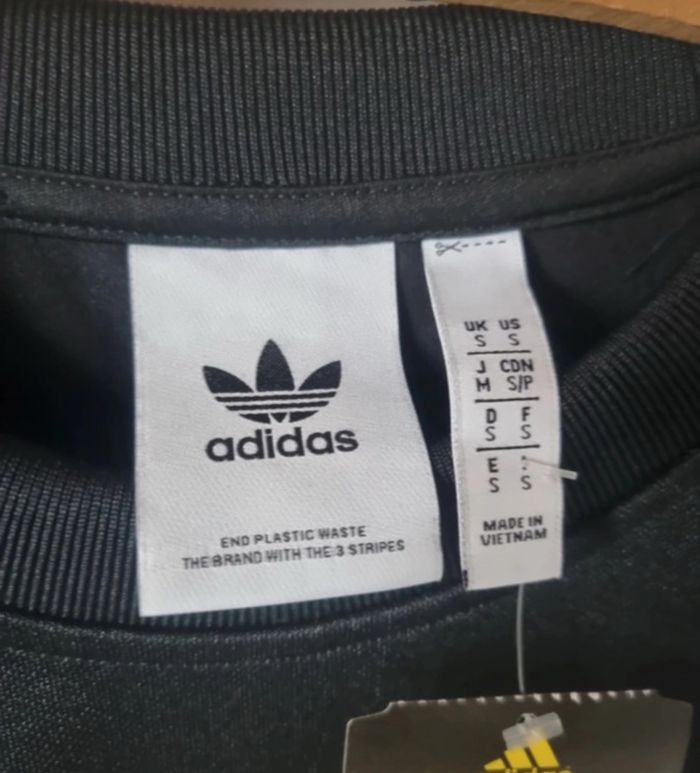 adidas
END PLASTIC WASTE
THE BRAND WITH THE 3 STRIPES
UK US
S S
J CDN
M S/P
D F
S S
E
S S
MADE IN
VIETNAM